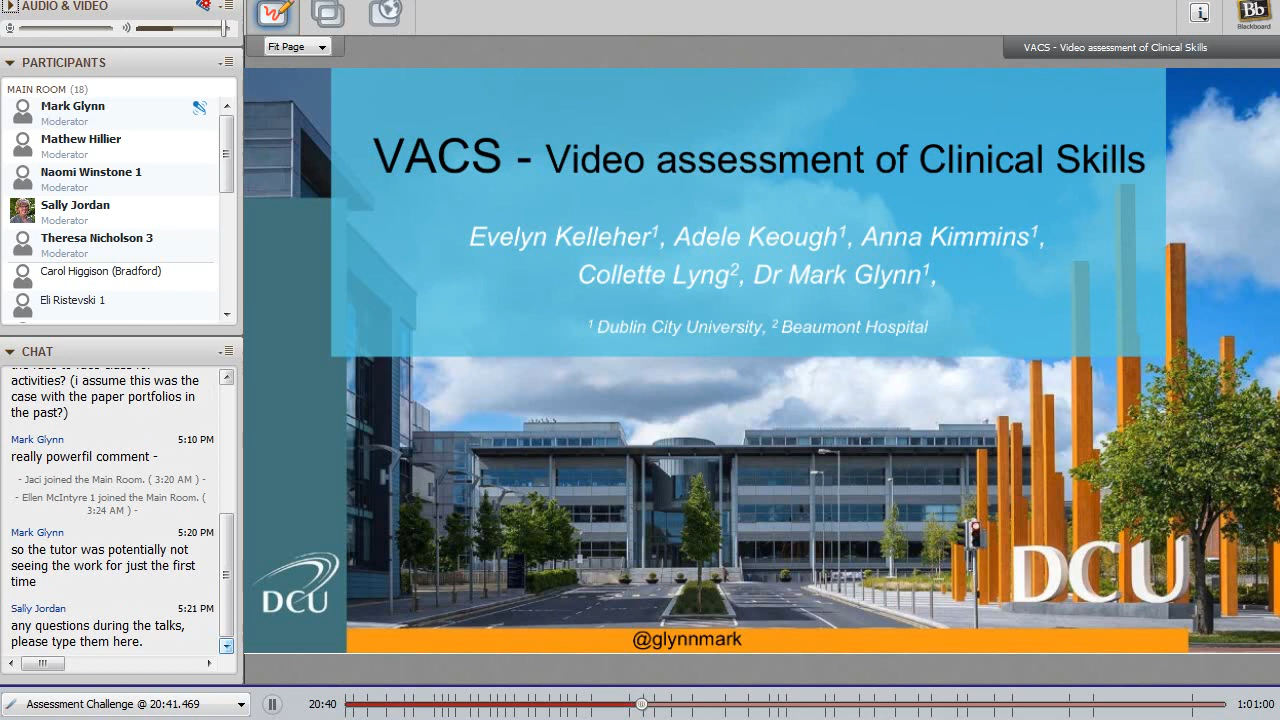 AUDIO & VIDEO
PARTICIPANTS
MAIN ROOM (18)
Mark Glynn
Moderator
Mathew Hillier
Moderator
Naomi Winstone 1
Moderator
Sally Jordan
Moderator
Theresa Nicholson 3
Moderator
Carol Higgison (Bradford)
Eli Ristevski 1
CHAT
activities? (i assume this was the
case with the paper portfolios in
the past?)
Mark Glynn 5:10 PM
really powerfil comment -
- Jaci joined the Main Room. ( 3:20 AM ) -
- Ellen McIntyre 1 joined the Main Room. (
3:24 AM ) -
Mark Glynn 5:20 PM
so the tutor was potentially not
seeing the work for just the first
time
Sally Jordan 5:21 PM
any questions during the talks,
please type them here.
Fit Page
i
Bb
Blackboard
VACS - Video assessment of Clinical Skills
VACS - Video assessment of Clinical Skills
Evelyn Kelleher¹, Adele Keough¹, Anna Kimmins¹,
Collette Lyng², Dr Mark Glynn¹,
¹ Dublin City University, ² Beaumont Hospital
DCU
DCU
@glynnmark
Assessment Challenge @ 20:41.469
20:40
1:01:00